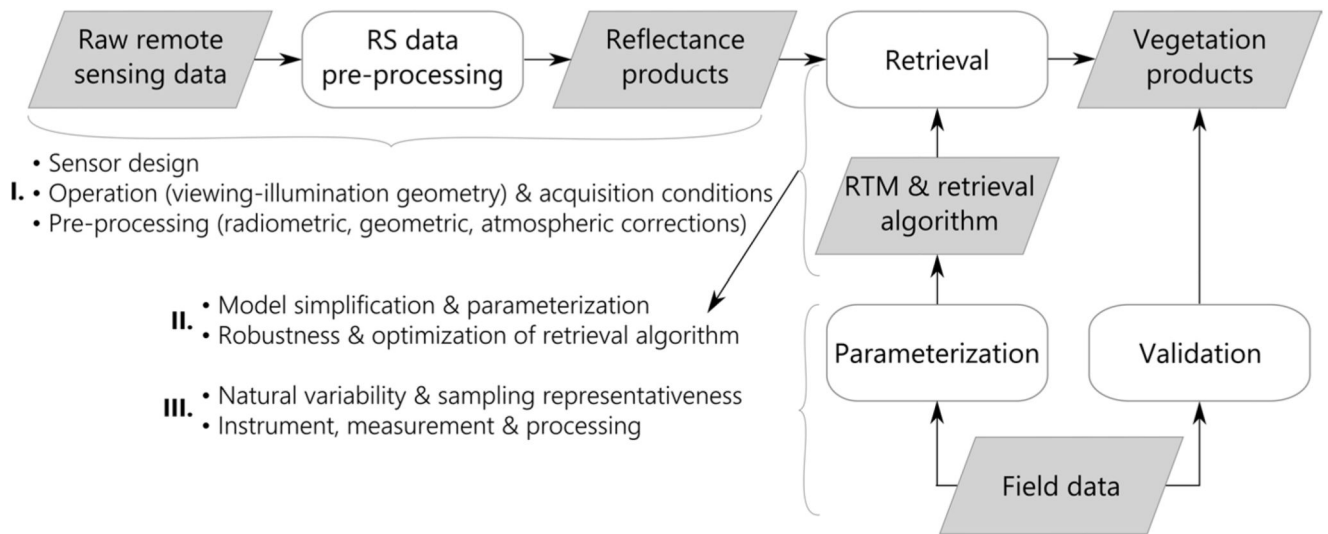 Raw remote
sensing data
RS data
pre-processing
Reflectance
products
Retrieval
Vegetation
products
• Sensor design
I. • Operation (viewing-illumination geometry) & acquisition conditions
• Pre-processing (radiometric, geometric, atmospheric corrections)
RTM & retrieval
algorithm
II. • Model simplification & parameterization
• Robustness & optimization of retrieval algorithm
Parameterization
Validation
III. • Natural variability & sampling representativeness
• Instrument, measurement & processing
Field data